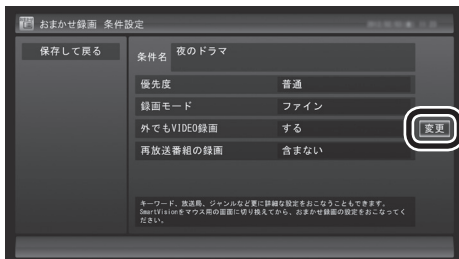 おまかせ録画 条件設定
保存して戻る
条件名 夜のドラマ
優先度 普通
録画モード ファイン
外でもVIDEO録画 する 変更
再放送番組の録画 含まない
キーワード、放送局、ジャンルなど更に詳細な設定をおこなうこともできます。
SmartVisionをマウス用の画面に切り換えてから、おまかせ録画の設定をおこなってく
ださい。